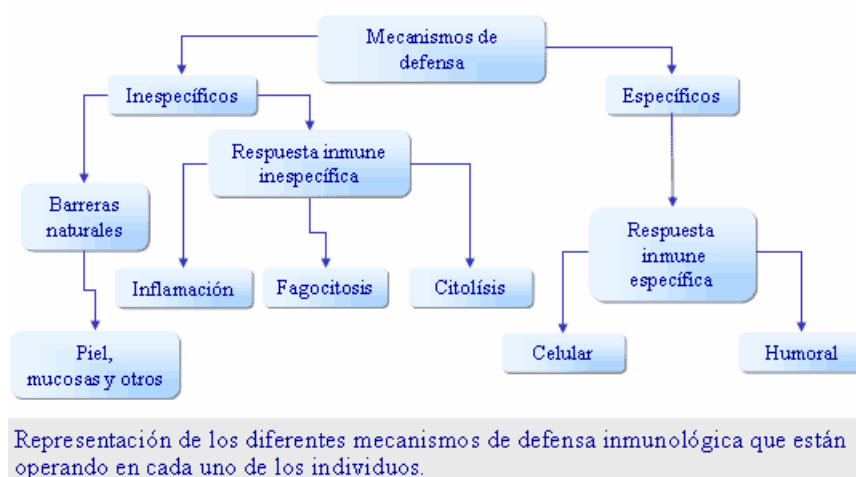 Mecanismos de
defensa
Inespecíficos
Específicos
Respuesta inmune
inespecífica
Barreras
naturales
Respuesta
inmune
específica
Inflamación
Fagocitosis
Citolísis
Piel,
mucosas y otros
Celular
Humoral
Representación de los diferentes mecanismos de defensa inmunológica que están
operando en cada uno de los individuos.